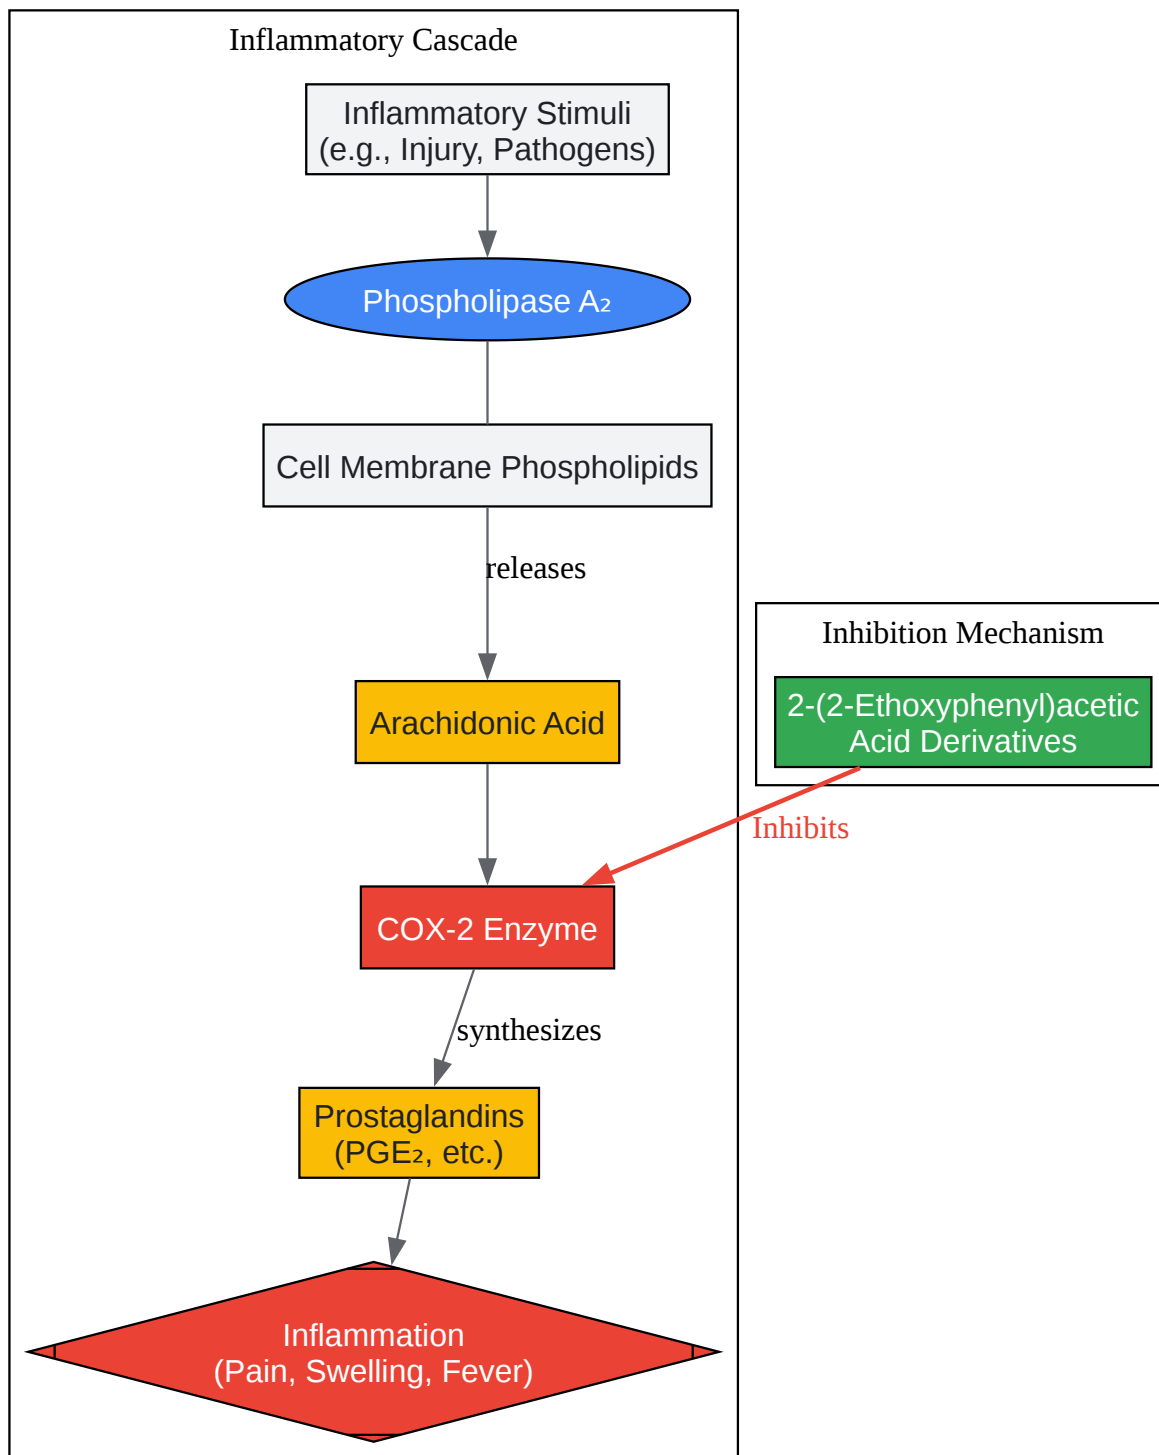 Inflammatory Cascade
Inflammatory Stimuli
(e.g., Injury, Pathogens)
Phospholipase A₂
Cell Membrane Phospholipids
releases
Inhibition Mechanism
2-(2-Ethoxyphenyl)acetic
Acid Derivatives
Arachidonic Acid
Inhibits
COX-2 Enzyme
synthesizes
Prostaglandins
(PGE₂, etc.)
Inflammation
(Pain, Swelling, Fever)